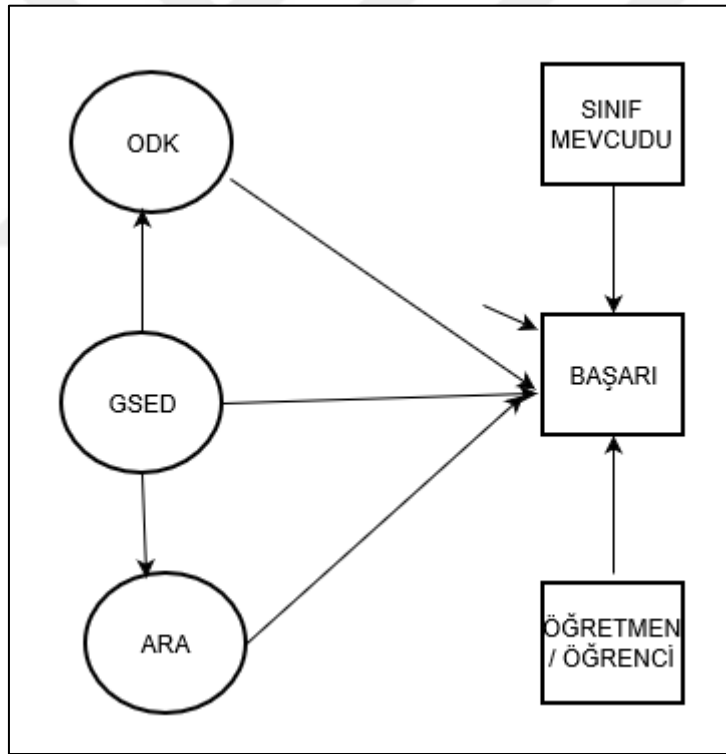 ODK
SINIF
MEVCUDU
GSED
BAŞARI
ARA
ÖĞRETMEN
/ ÖĞRENCİ